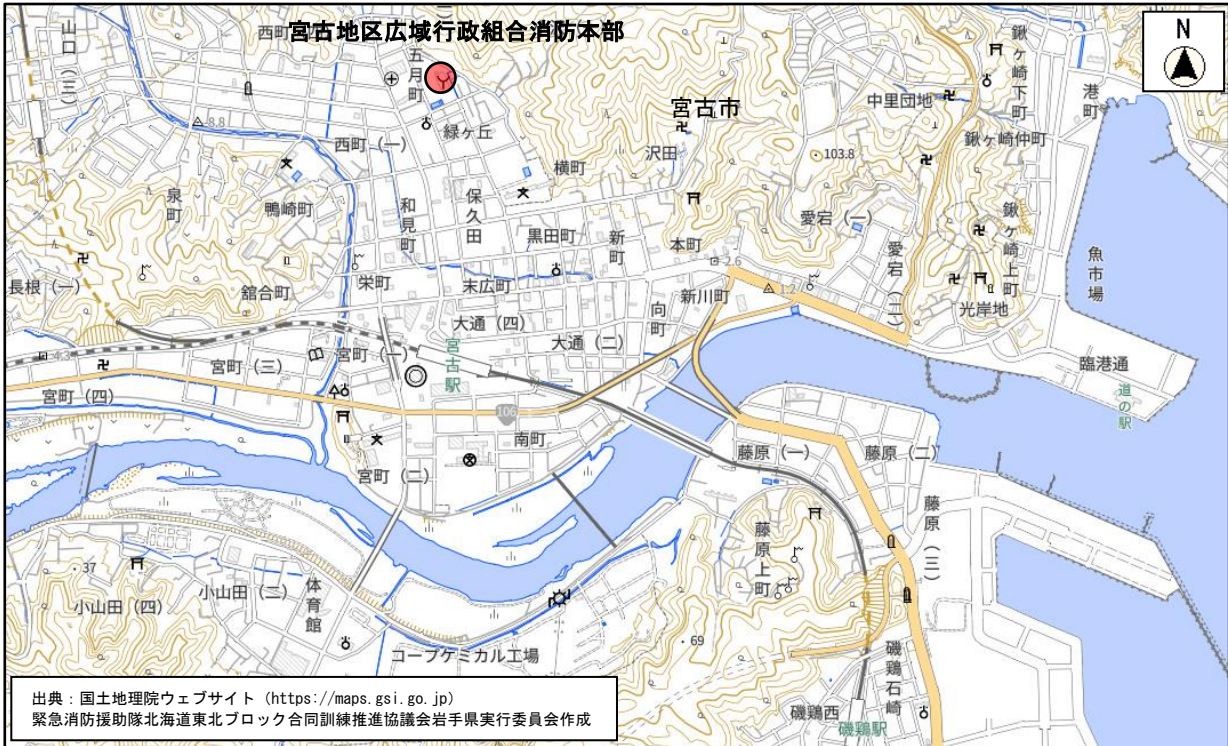 宮古地区広域行政組合消防本部
N
山口(三)
西町
五月町
宮古市
鍬ヶ崎下町
港町
中里団地
鍬ヶ崎仲町
8.8
西町(一)
緑ヶ丘
横町
沢田
103.8
泉町
鴨崎町
和見町
保久田
黒田町
新町
本町
愛宕(一)
愛宕(二)
鍬ヶ崎上町
魚市場
長根(一)
舘合町
栄町
末広町
2.6
新川町
1.2
光岸地
向町
大通(四)
大通(二)
宮古駅
4.3
宮町(三)
宮町(一)
臨港通
道の駅
宮町(四)
106
南町
藤原(一)
藤原(二)
宮町(二)
藤原(三)
藤原上町
37
小山田(四)
小山田(二)
体育館
69
コープケミカル工場
磯鶏石崎
磯鶏西
磯鶏駅
出典：国土地理院ウェブサイト（https://maps.gsi.go.jp)
緊急消防援助隊北海道東北ブロック合同訓練推進協議会岩手県実行委員会作成